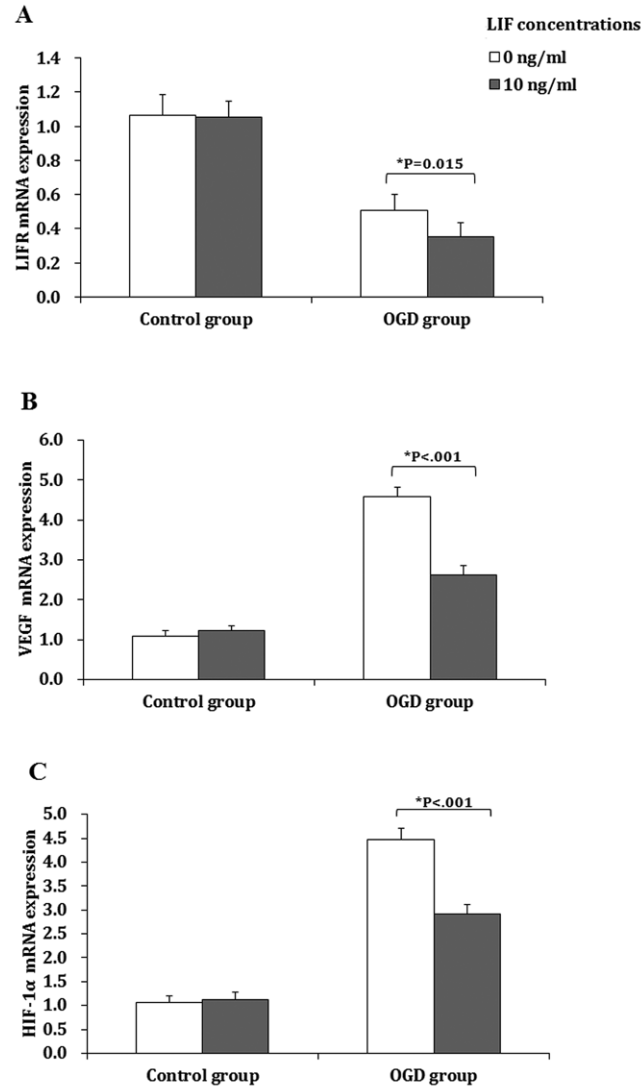 A
LIF concentrations
0 ng/ml
10 ng/ml
LIFR mRNA expression
1.4
1.2
1.0
0.8
0.6
0.4
0.2
0.0
*P=0.015
Control group
OGD group
B
VEGF mRNA expression
6.0
5.0
4.0
3.0
2.0
1.0
0.0
*P<.001
Control group
OGD group
C
HIF-1α mRNA expression
5.0
4.5
4.0
3.5
3.0
2.5
2.0
1.5
1.0
0.5
0.0
*P<.001
Control group
OGD group